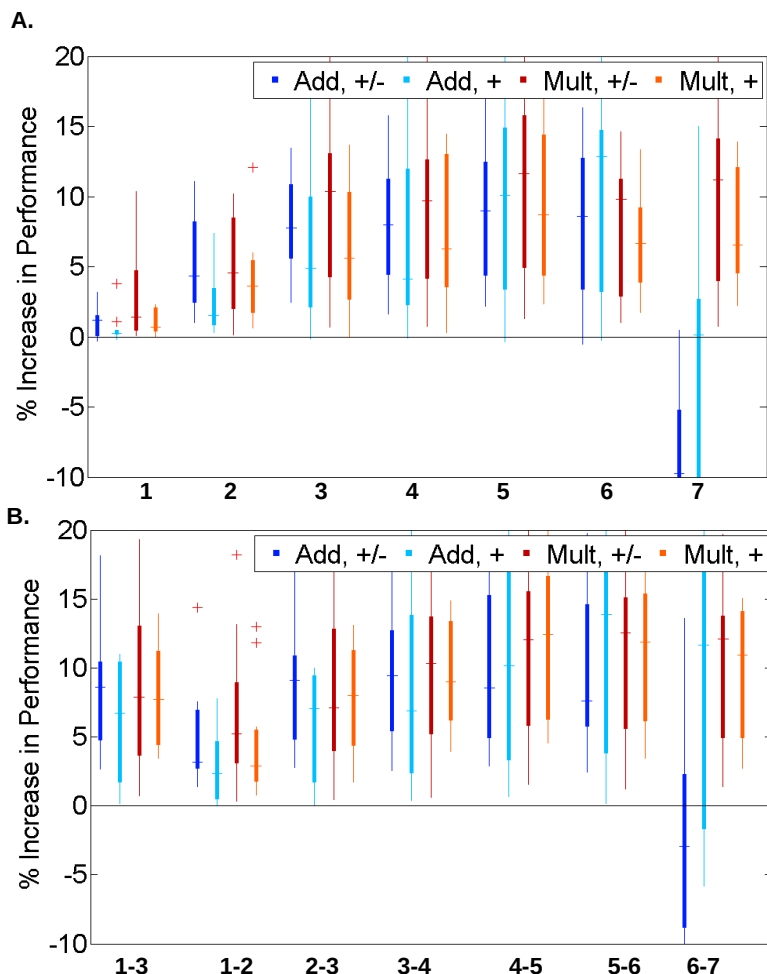 A.
% Increase in Performance
20
15
10
5
0
-5
-10
Add, +/- Add, + Mult, +/- Mult, +
1 2 3 4 5 6 7
B.
% Increase in Performance
20
15
10
5
0
-5
-10
Add, +/- Add, + Mult, +/- Mult, +
1-3 1-2 2-3 3-4 4-5 5-6 6-7